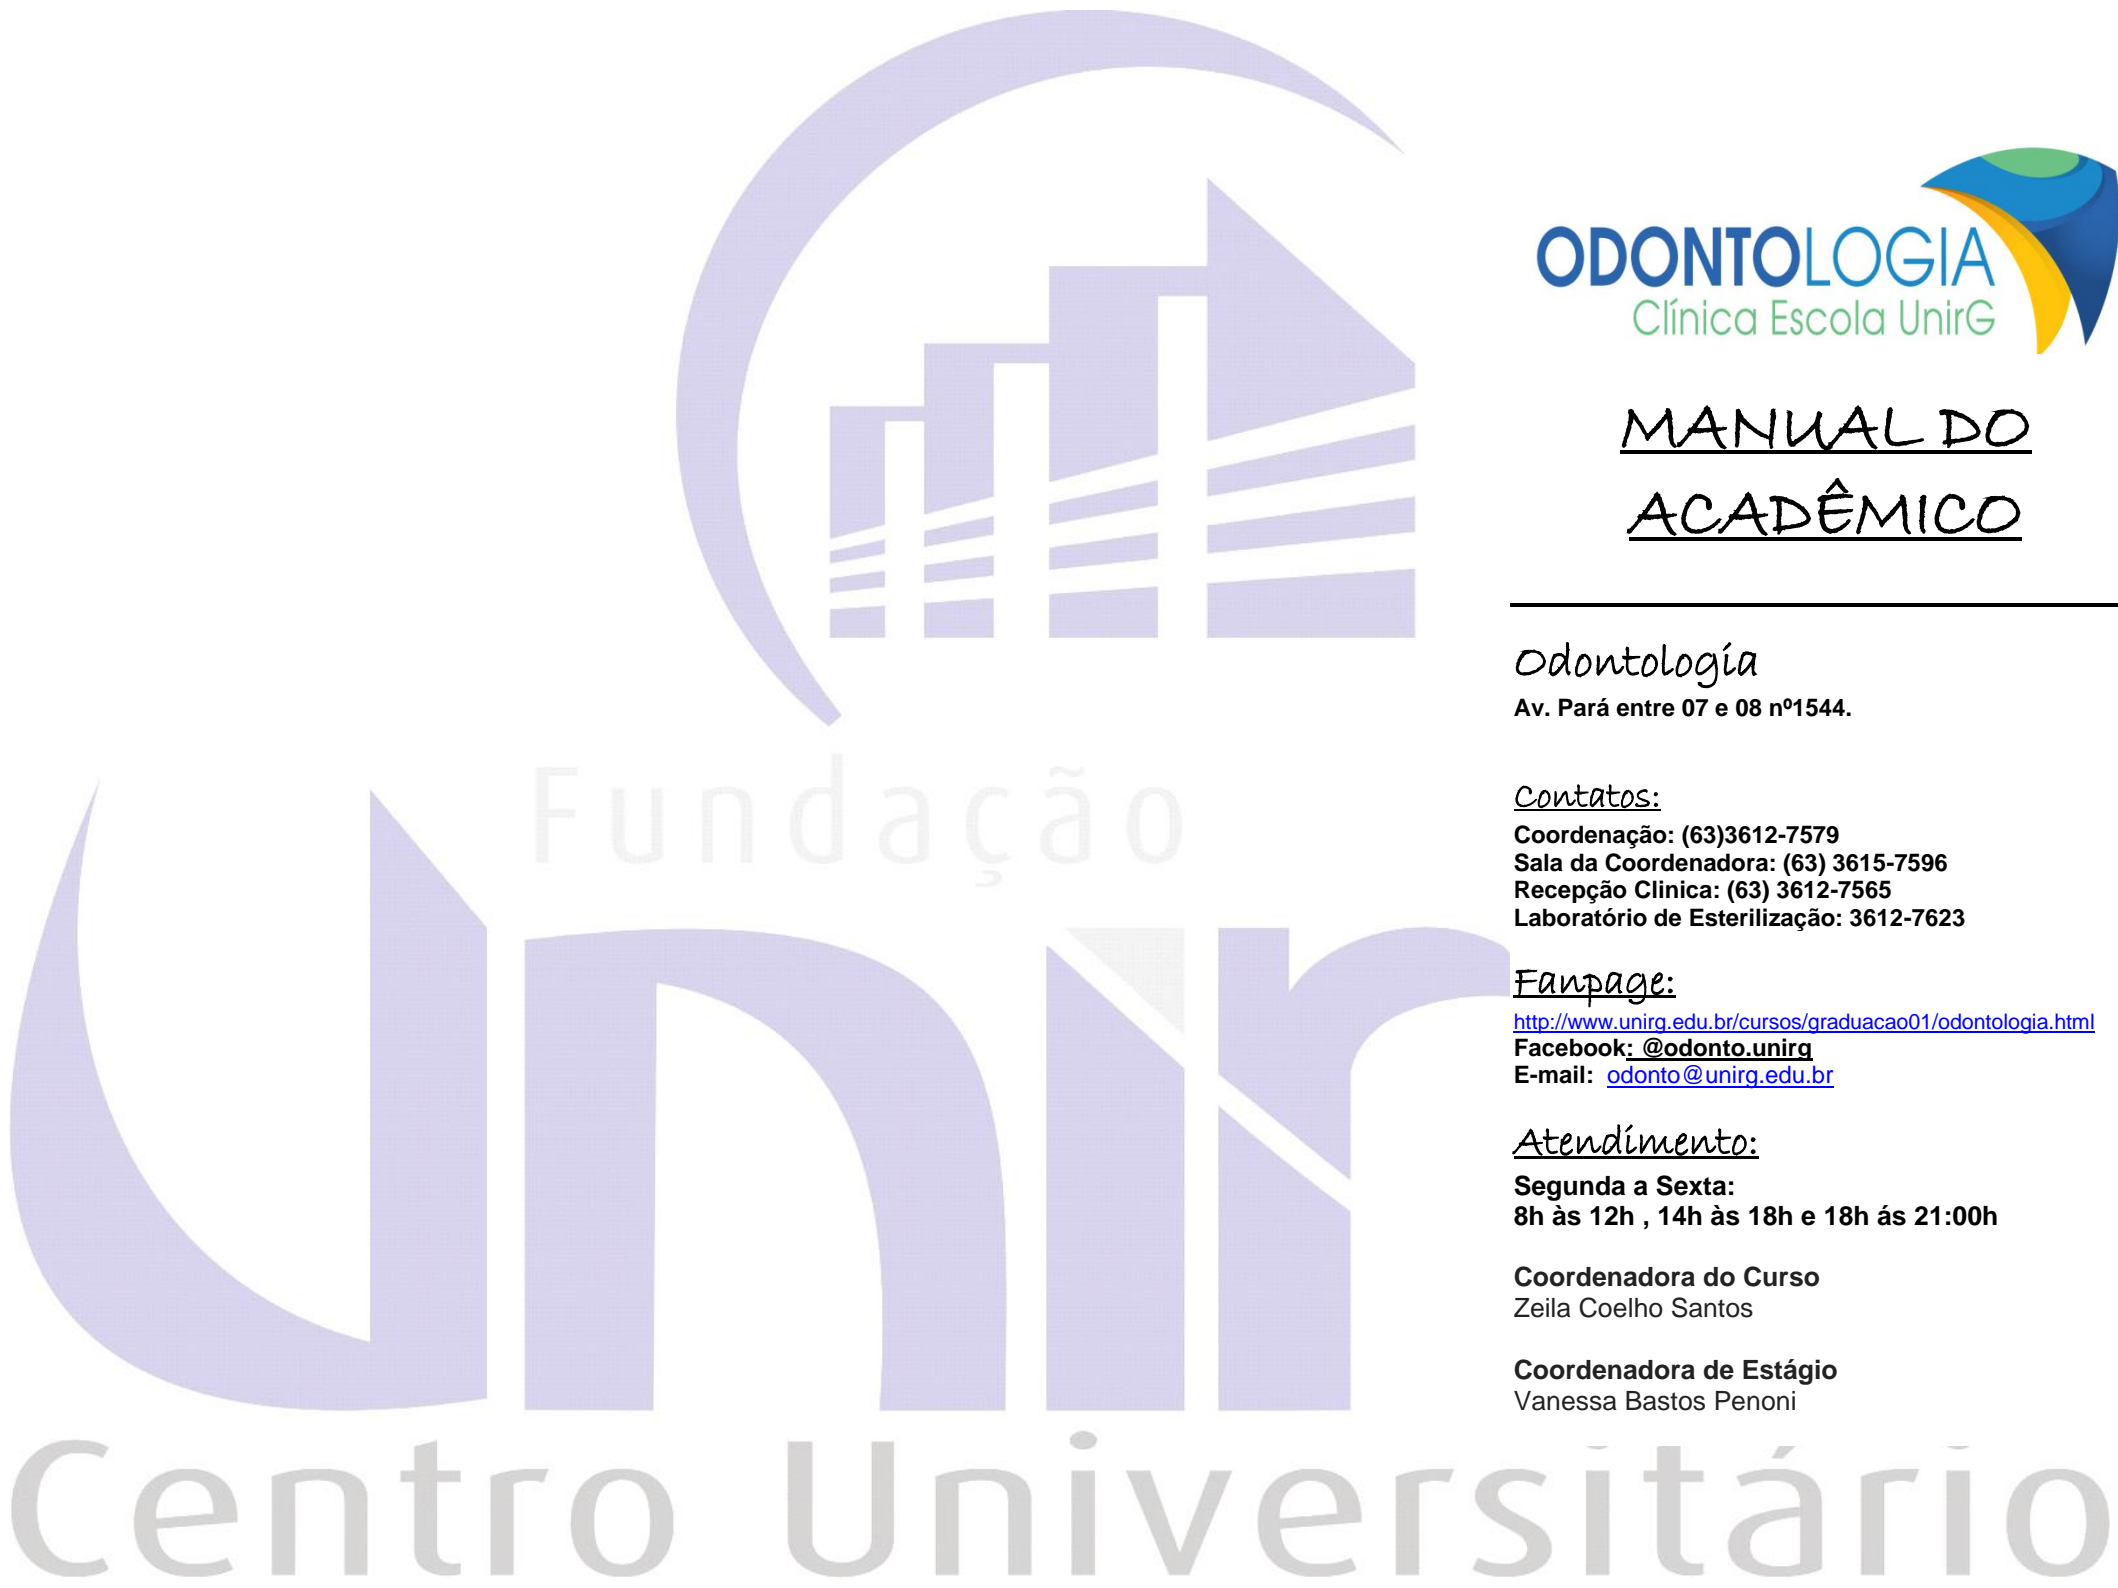 ODONTOLOGIA
Clínica Escola UnirG
MANUAL DO
ACADÊMICO
Odontologia
Av. Pará entre 07 e 08 nº1544.
Contatos:
Coordenação: (63)3612-7579
Sala da Coordenadora: (63) 3615-7596
Recepção Clinica: (63) 3612-7565
Laboratório de Esterilização: 3612-7623
Fanpage:
http://www.unirg.edu.br/cursos/graduacao01/odontologia.html
Facebook: @odonto.unirg
E-mail: odonto@unirg.edu.br
Atendimento:
Segunda a Sexta:
8h às 12h , 14h às 18h e 18h ás 21:00h
Coordenadora do Curso
Zeila Coelho Santos
Coordenadora de Estágio
Vanessa Bastos Penoni
Fundação
Unir
Centro Universitário